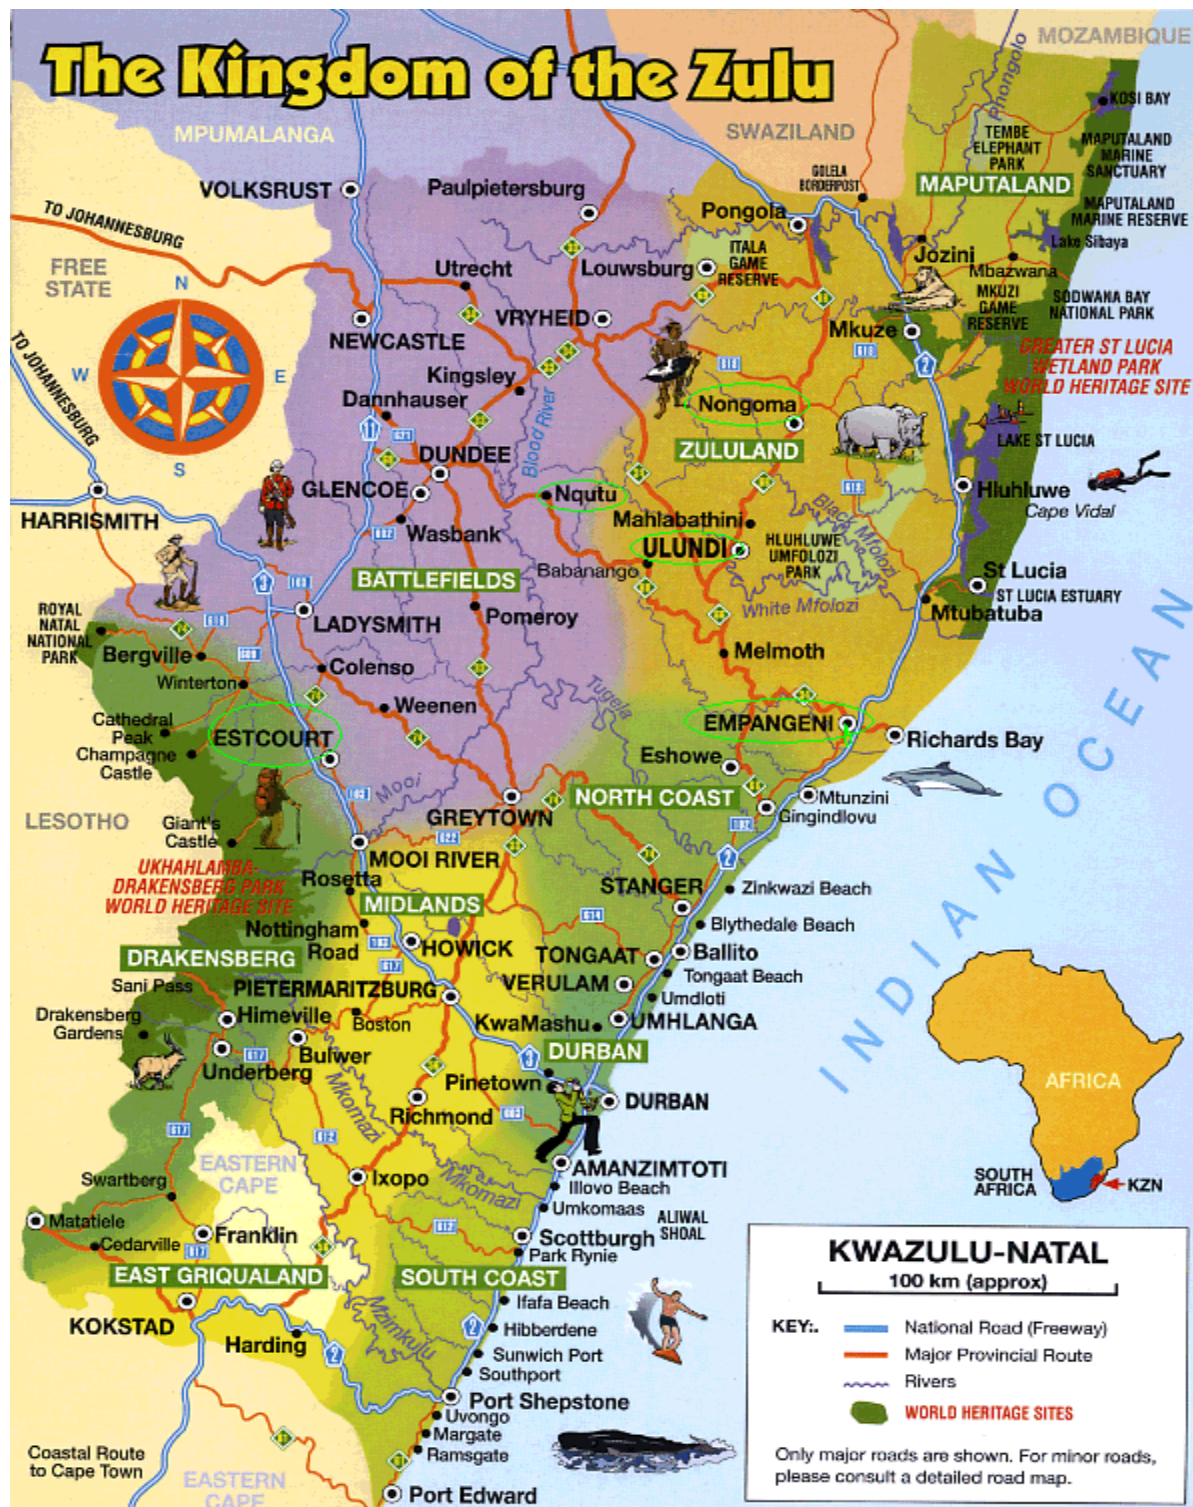 The Kingdom of the Zulu
MOZAMBIQUE
MPUMALANGA
SWAZILAND
Phongolo
KOSI BAY
TEMBE
ELEPHANT
PARK
MAPUTALAND
MARINE
SANCTUARY
GOLELA
BORDERPOST
MAPUTALAND
VOLKSRUST
Paulpietersburg
TO JOHANNESBURG
Pongola
MAPUTALAND
MARINE RESERVE
Lake Sibaya
FREE
STATE
Utrecht
Louwsburg
ITALA
GAME
RESERVE
Jozini
Mbazwana
N
W
E
S
NEWCASTLE
VRYHEID
Mkuze
MKUZI
GAME
RESERVE
SODWANA BAY
NATIONAL PARK
TO JOHANNESBURG
GREATER ST LUCIA
WETLAND PARK
WORLD HERITAGE SITE
2
Kingsley
Dannhauser
Nongoma
11
Blood River
ZULULAND
LAKE ST LUCIA
DUNDEE
GLENCOE
Nqutu
Hluhluwe
Cape Vidal
HARRISMITH
Wasbank
Mahlabathini
Black Mfolozi
ULUNDI
HLUHLUWE
UMFOLOZI
PARK
BATTLEFIELDS
Babanango
St Lucia
ST LUCIA ESTUARY
3
White Mfolozi
Mtubatuba
ROYAL
NATAL
NATIONAL
PARK
LADYSMITH
Pomeroy
Bergville
Colenso
Melmoth
Winterton
Weenen
Tugela
Cathedral
Peak
Champagne
Castle
ESTCOURT
EMPANGENI
Richards Bay
Eshowe
INDIAN OCEAN
Mooi
NORTH COAST
Mtunzini
Gingindlovu
LESOTHO
Giant's
Castle
GREYTOWN
2
MOOI RIVER
UKHAHLAMBA-
DRAKENSBERG PARK
WORLD HERITAGE SITE
Rosetta
STANGER
Zinkwazi Beach
MIDLANDS
Nottingham
Road
Blythedale Beach
DRAKENSBERG
HOWICK
TONGAAT
Ballito
Sani Pass
PIETERMARITZBURG
VERULAM
Tongaat Beach
Umdloti
Drakensberg
Gardens
Himeville
Boston
KwaMashu
UMHLANGA
Bulwer
3
DURBAN
Underberg
Pinetown
AFRICA
Mkomazi
Richmond
DURBAN
EASTERN
CAPE
AMANZIMTOTI
SOUTH
AFRICA
KZN
Swartberg
Ixopo
Mkomazi
Illovo Beach
Umkomaas
ALIWAL
SHOAL
Matatiele
Cedarville
Franklin
Scottburgh
Park Rynie
EAST GRIQUALAND
SOUTH COAST
KWAZULU-NATAL
100 km (approx)
Ifafa Beach
KOKSTAD
Mzimkulu
2
Hibberdene
KEY:.
National Road (Freeway)
Harding
2
Sunwich Port
Major Provincial Route
Southport
Rivers
Port Shepstone
WORLD HERITAGE SITES
Uvongo
Margate
Ramsgate
Coastal Route
to Cape Town
Only major roads are shown. For minor roads,
please consult a detailed road map.
EASTERN
CAPE
Port Edward